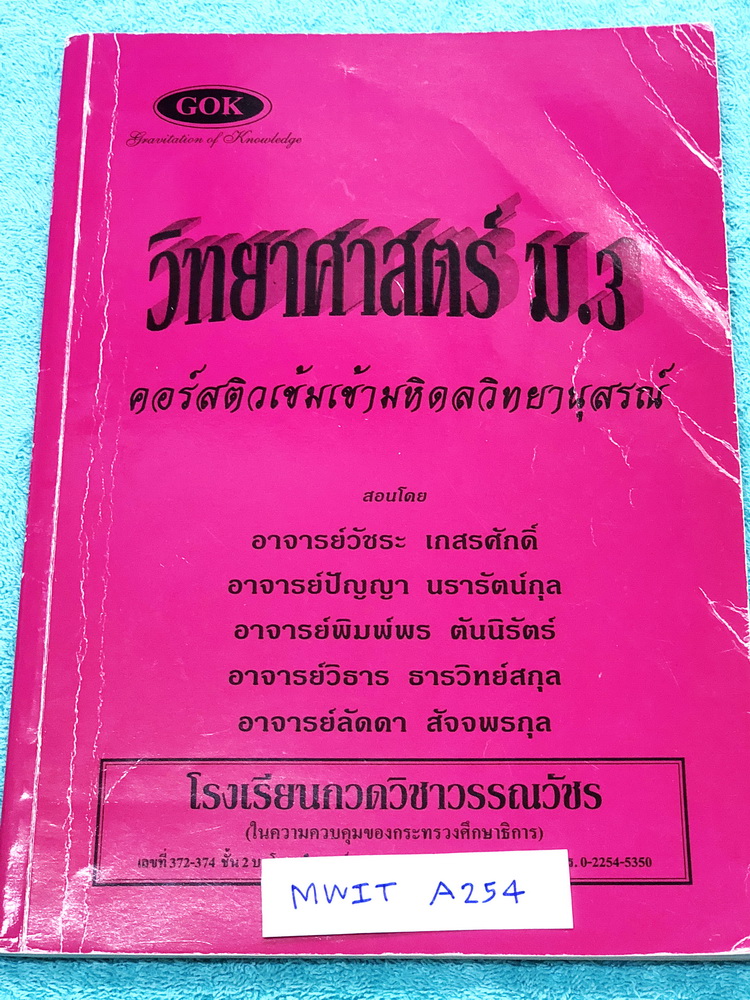 GOK
Gravitation of Knowledge
วิทยาศาสตร์ ม.3
คอร์สติวเข้มเข้ามหิดลวิทยานุสรณ์
สอนโดย
อาจารย์วัชระ เกสรศักดิ์
อาจารย์ปัญญา นรารัตน์กุล
อาจารย์พิมพ์พร ตันนิรัตร์
อาจารย์วิธาร ธารวิทย์สกุล
อาจารย์ลัดดา สัจจพรกุล
โรงเรียนกวดวิชาวรรณวัชร
(ในความควบคุมของกระทรวงศึกษาธิการ)
เลขที่ 372-374 ชั้น 2 0-2254-5350
MWIT A254